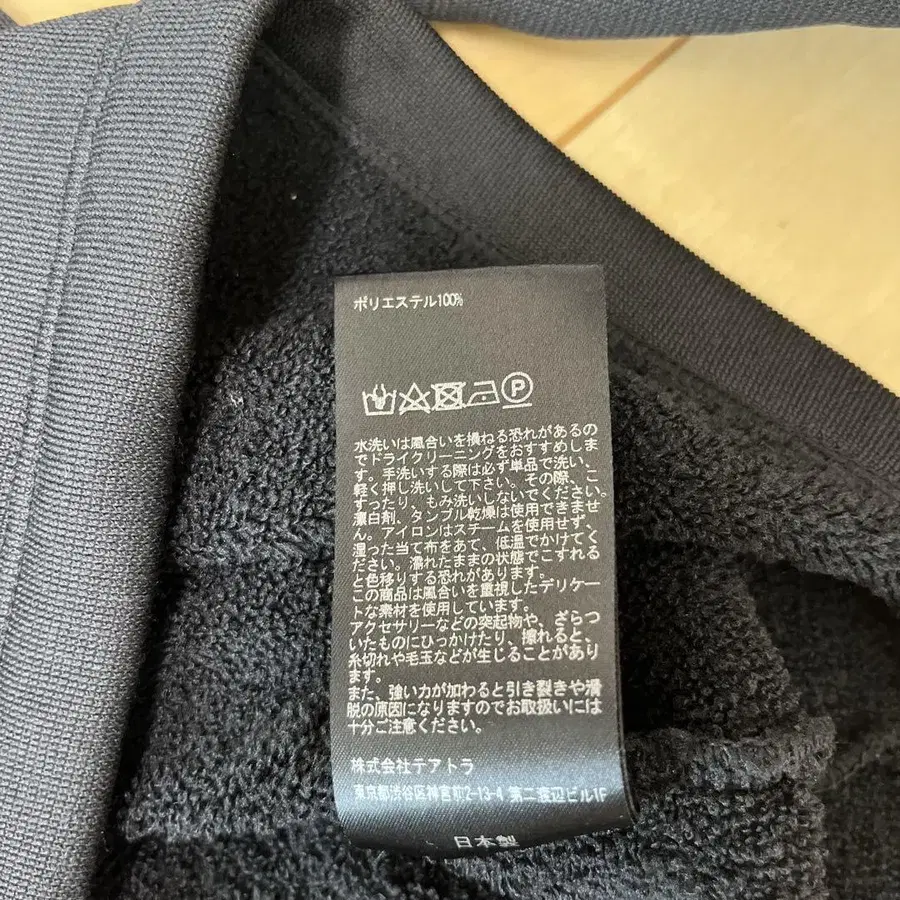 ポリエステル100%
P
水洗いは風合いを損ねる恐れがあるの
でドライクリーニングをおすすめしま
す。手洗いする際は必ず単品で洗い、
軽く押し洗いして下さい。その際、こ
すったり、もみ洗いしないでください。
漂白剤、タンブル乾燥は使用できませ
ん。アイロンはスチームを使用せず、
湿った当て布をあて、低温でかけてく
ださい。濡れたままの状態でこすれる
と色移りする恐れがあります。
この商品は風合いを重視したデリケー
トな素材を使用しています。
アクセサリーなどの突起物や、ざらつ
いたものにひっかけたり、擦れると、
糸切れや毛玉などが生じることがあり
ます。
また、強い力が加わると引き裂きや滑
脱の原因になりますのでお取扱いには
十分ご注意ください。
株式会社テアトラ
東京都渋谷区神宮前2-13-4 第二渡辺ビル1F
日本製